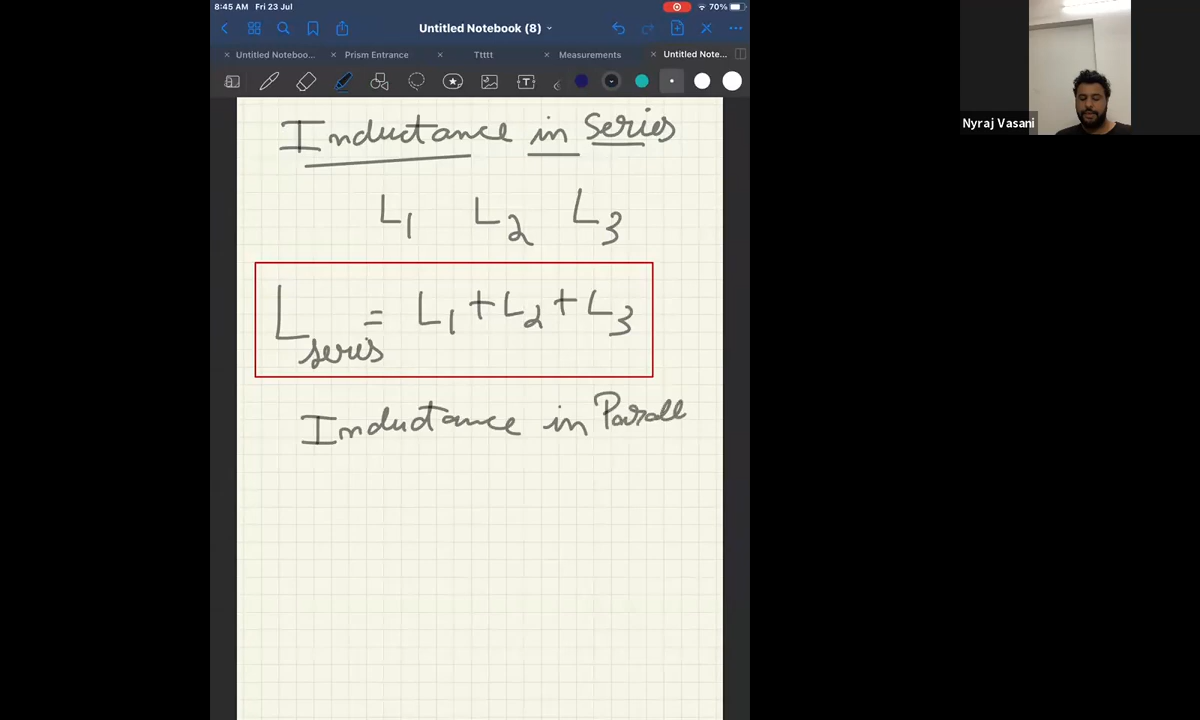 8:45 AM Fri 23 Jul
70%
Untitled Notebook (8)
Untitled Noteboo...
Prism Entrance
Ttttt
Measurements
Untitled Note...
Inductance in Series
L1 L2 L3
Lseries = L1 + L2 + L3
Inductance in Parall
Nyraj Vasani